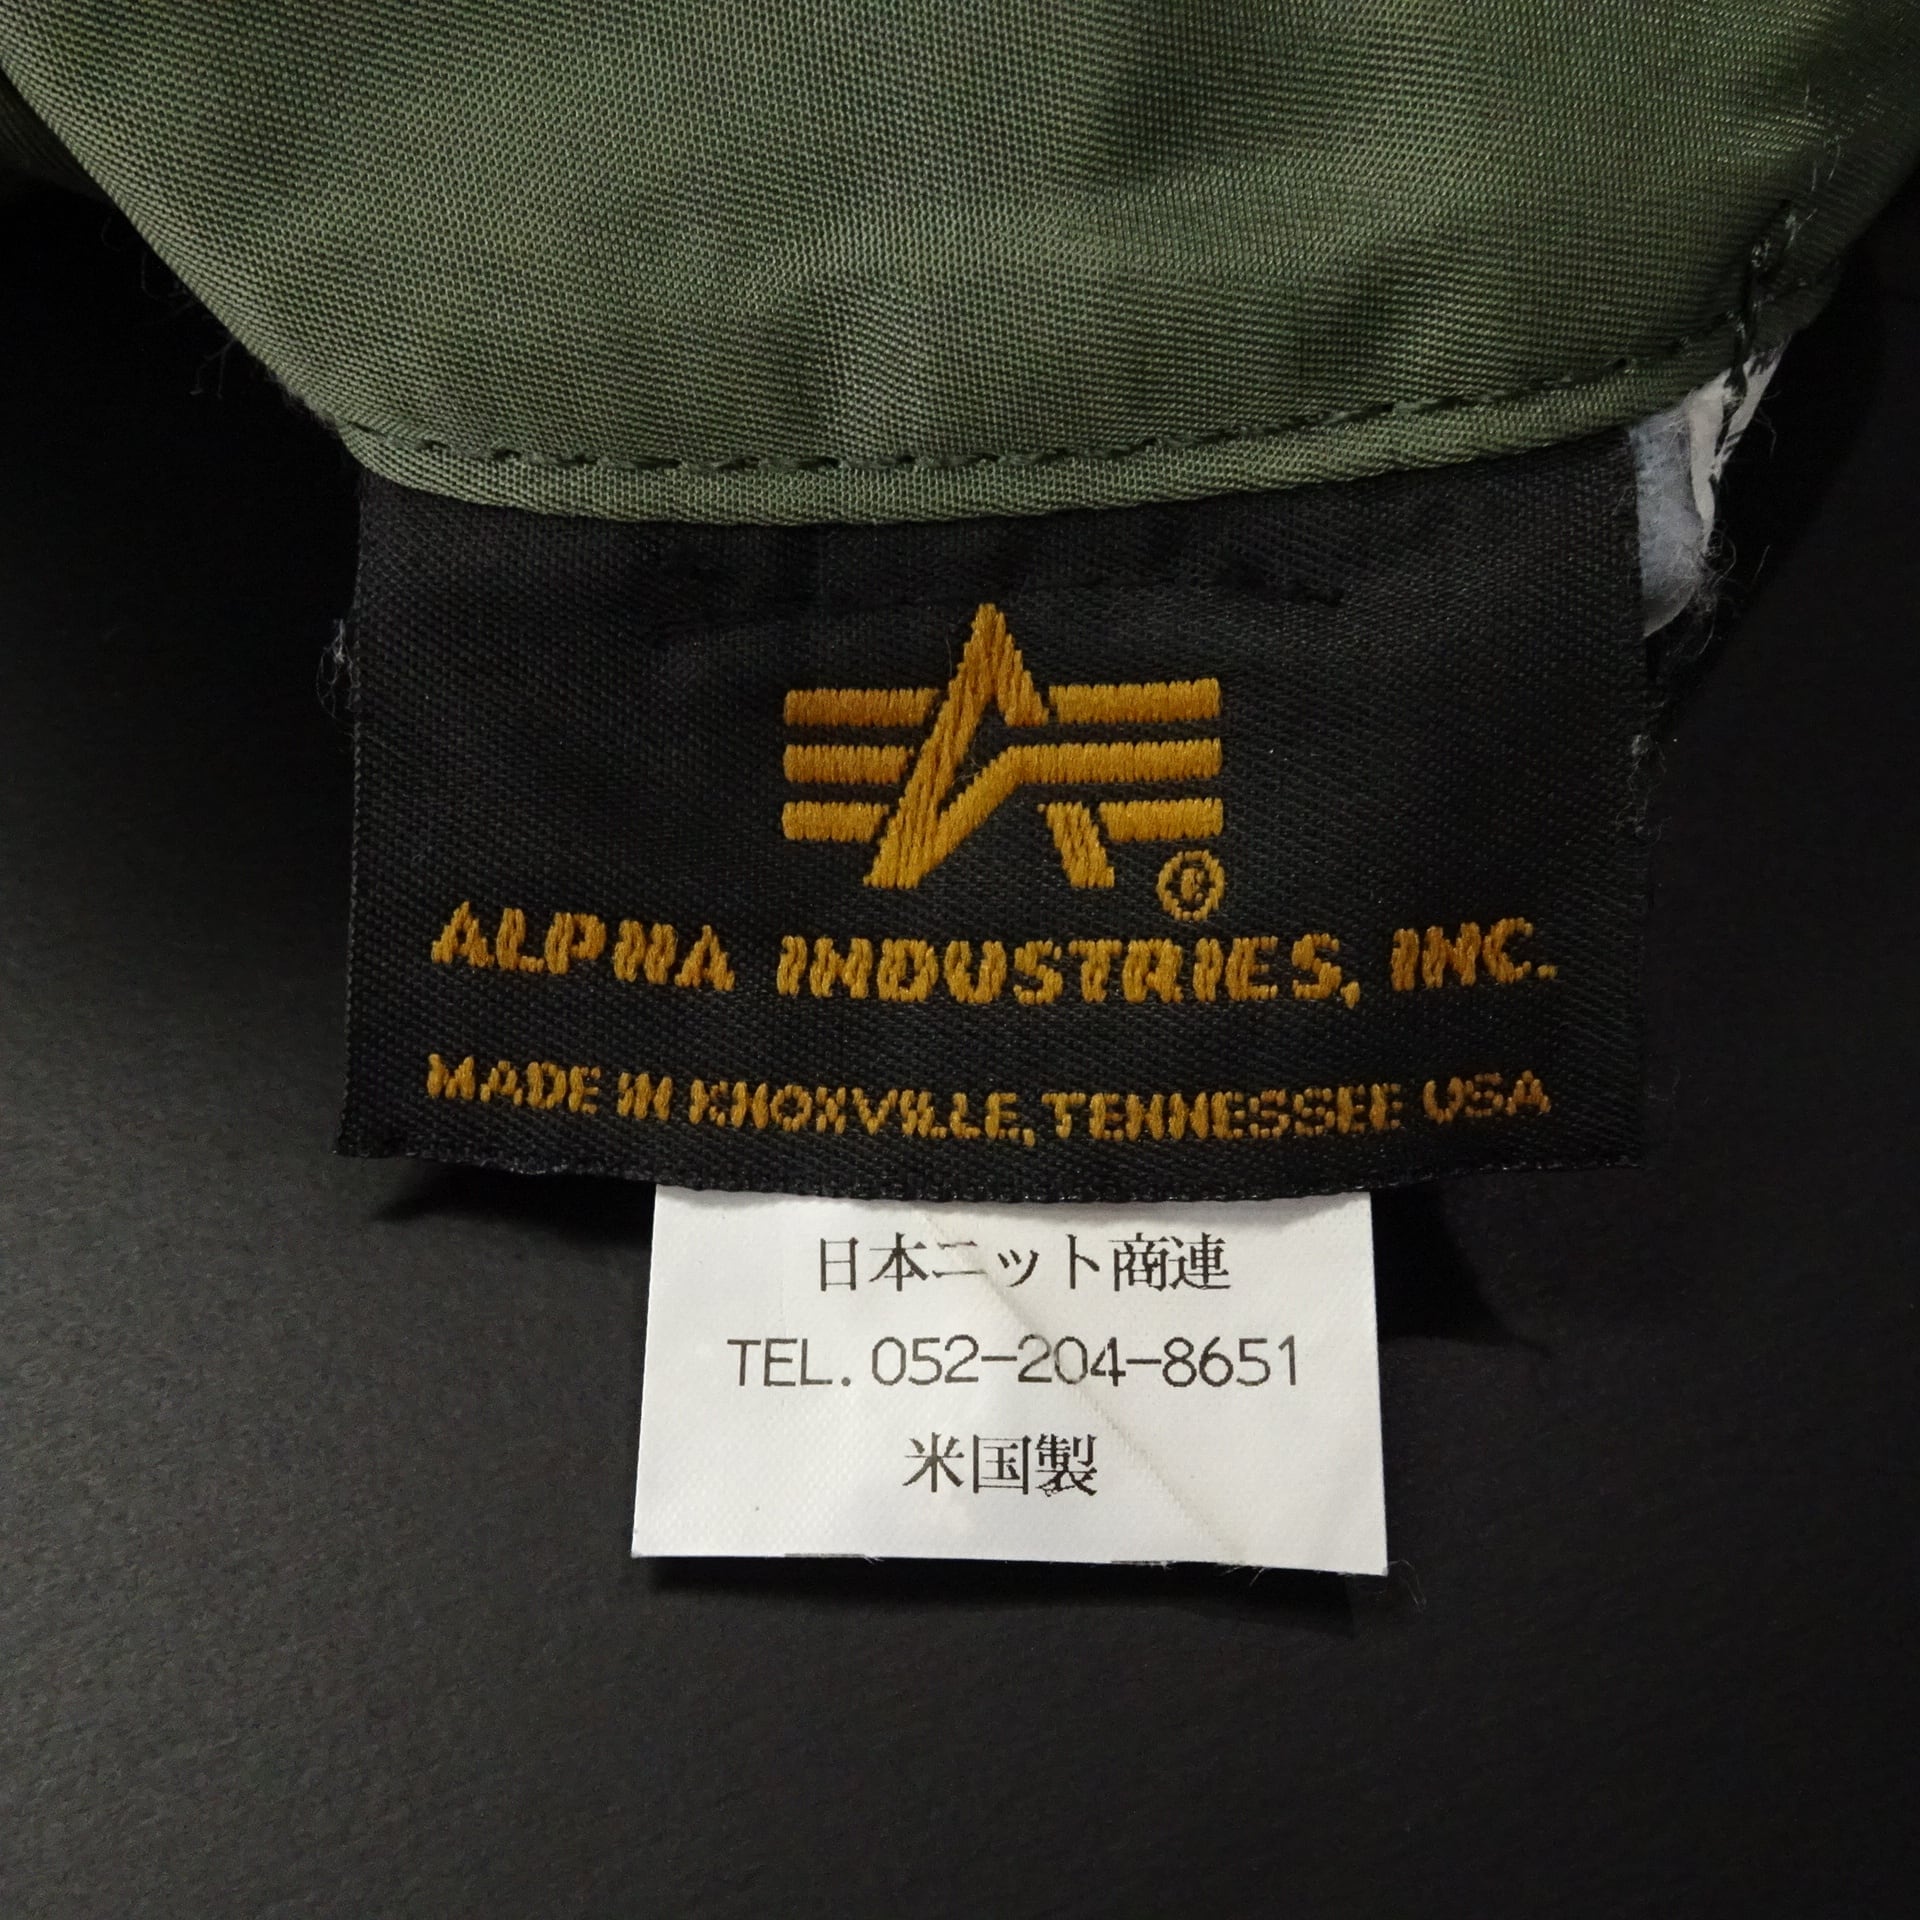 ALPHA INDUSTRIES, INC.
MADE IN KNOXVILLE, TENNESSEE USA
日本ニット商連
TEL. 052-204-8651
米国製